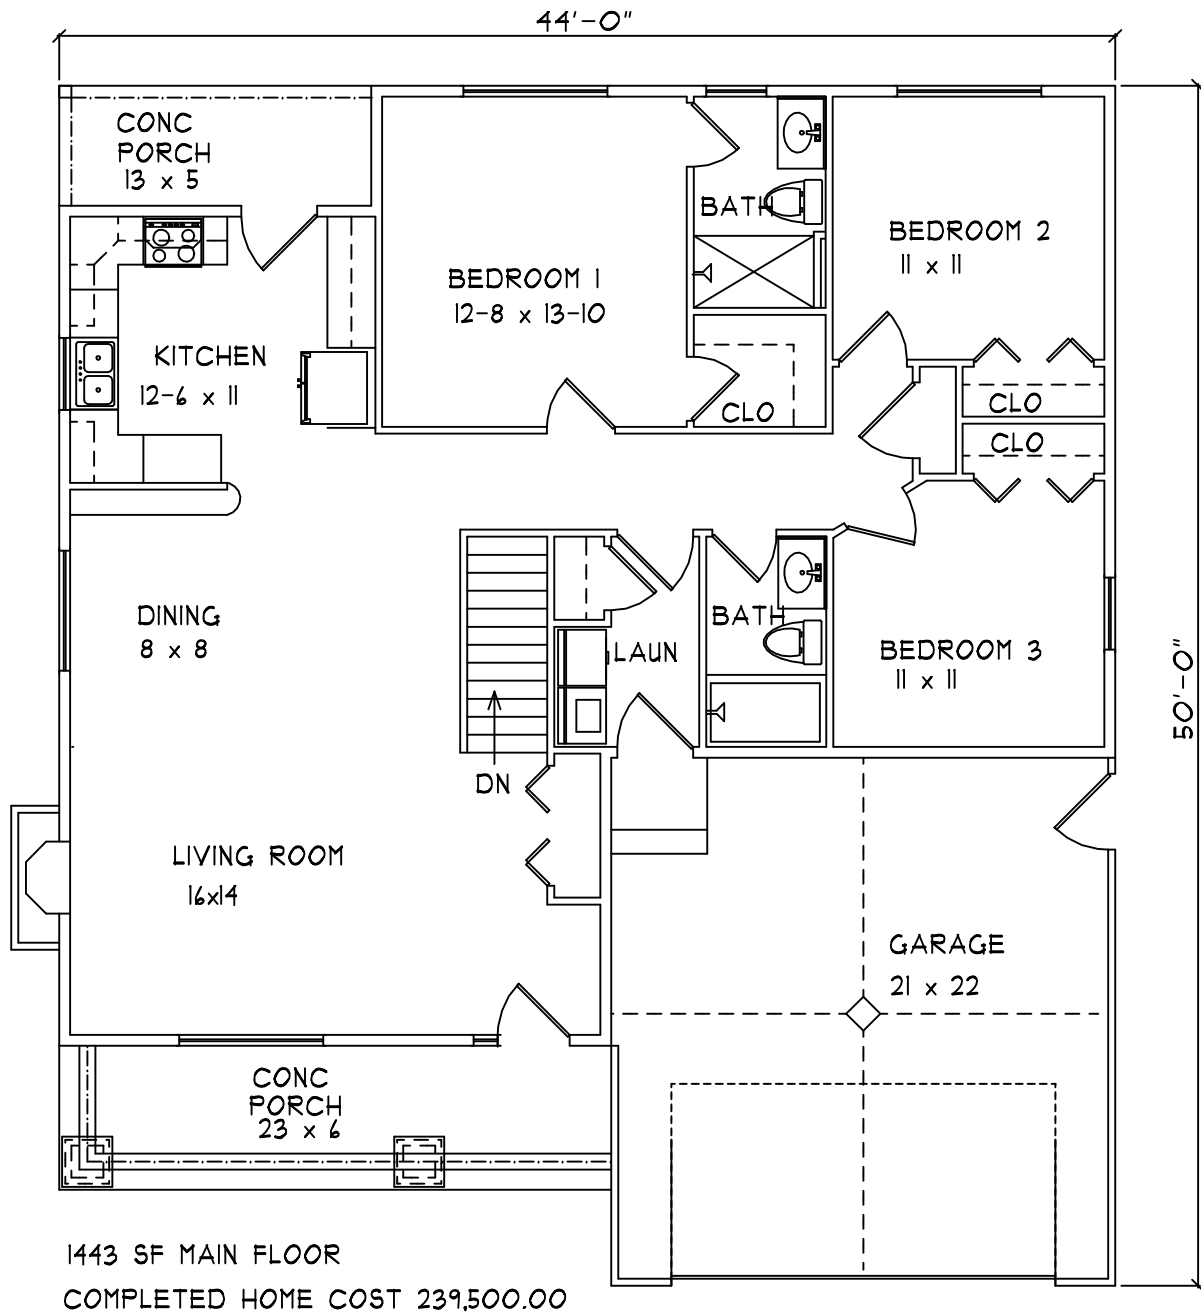 44'-0"
CONC
PORCH
13 x 5
BATH
BEDROOM 2
11 x 11
BEDROOM 1
12-8 x 13-10
KITCHEN
12-6 x 11
CLO
CLO
CLO
DINING
8 x 8
BATH
LAUN
BEDROOM 3
11 x 11
50'-0"
DN
LIVING ROOM
16x14
GARAGE
21 x 22
CONC
PORCH
23 x 6
1443 SF MAIN FLOOR
COMPLETED HOME COST 239,500.00